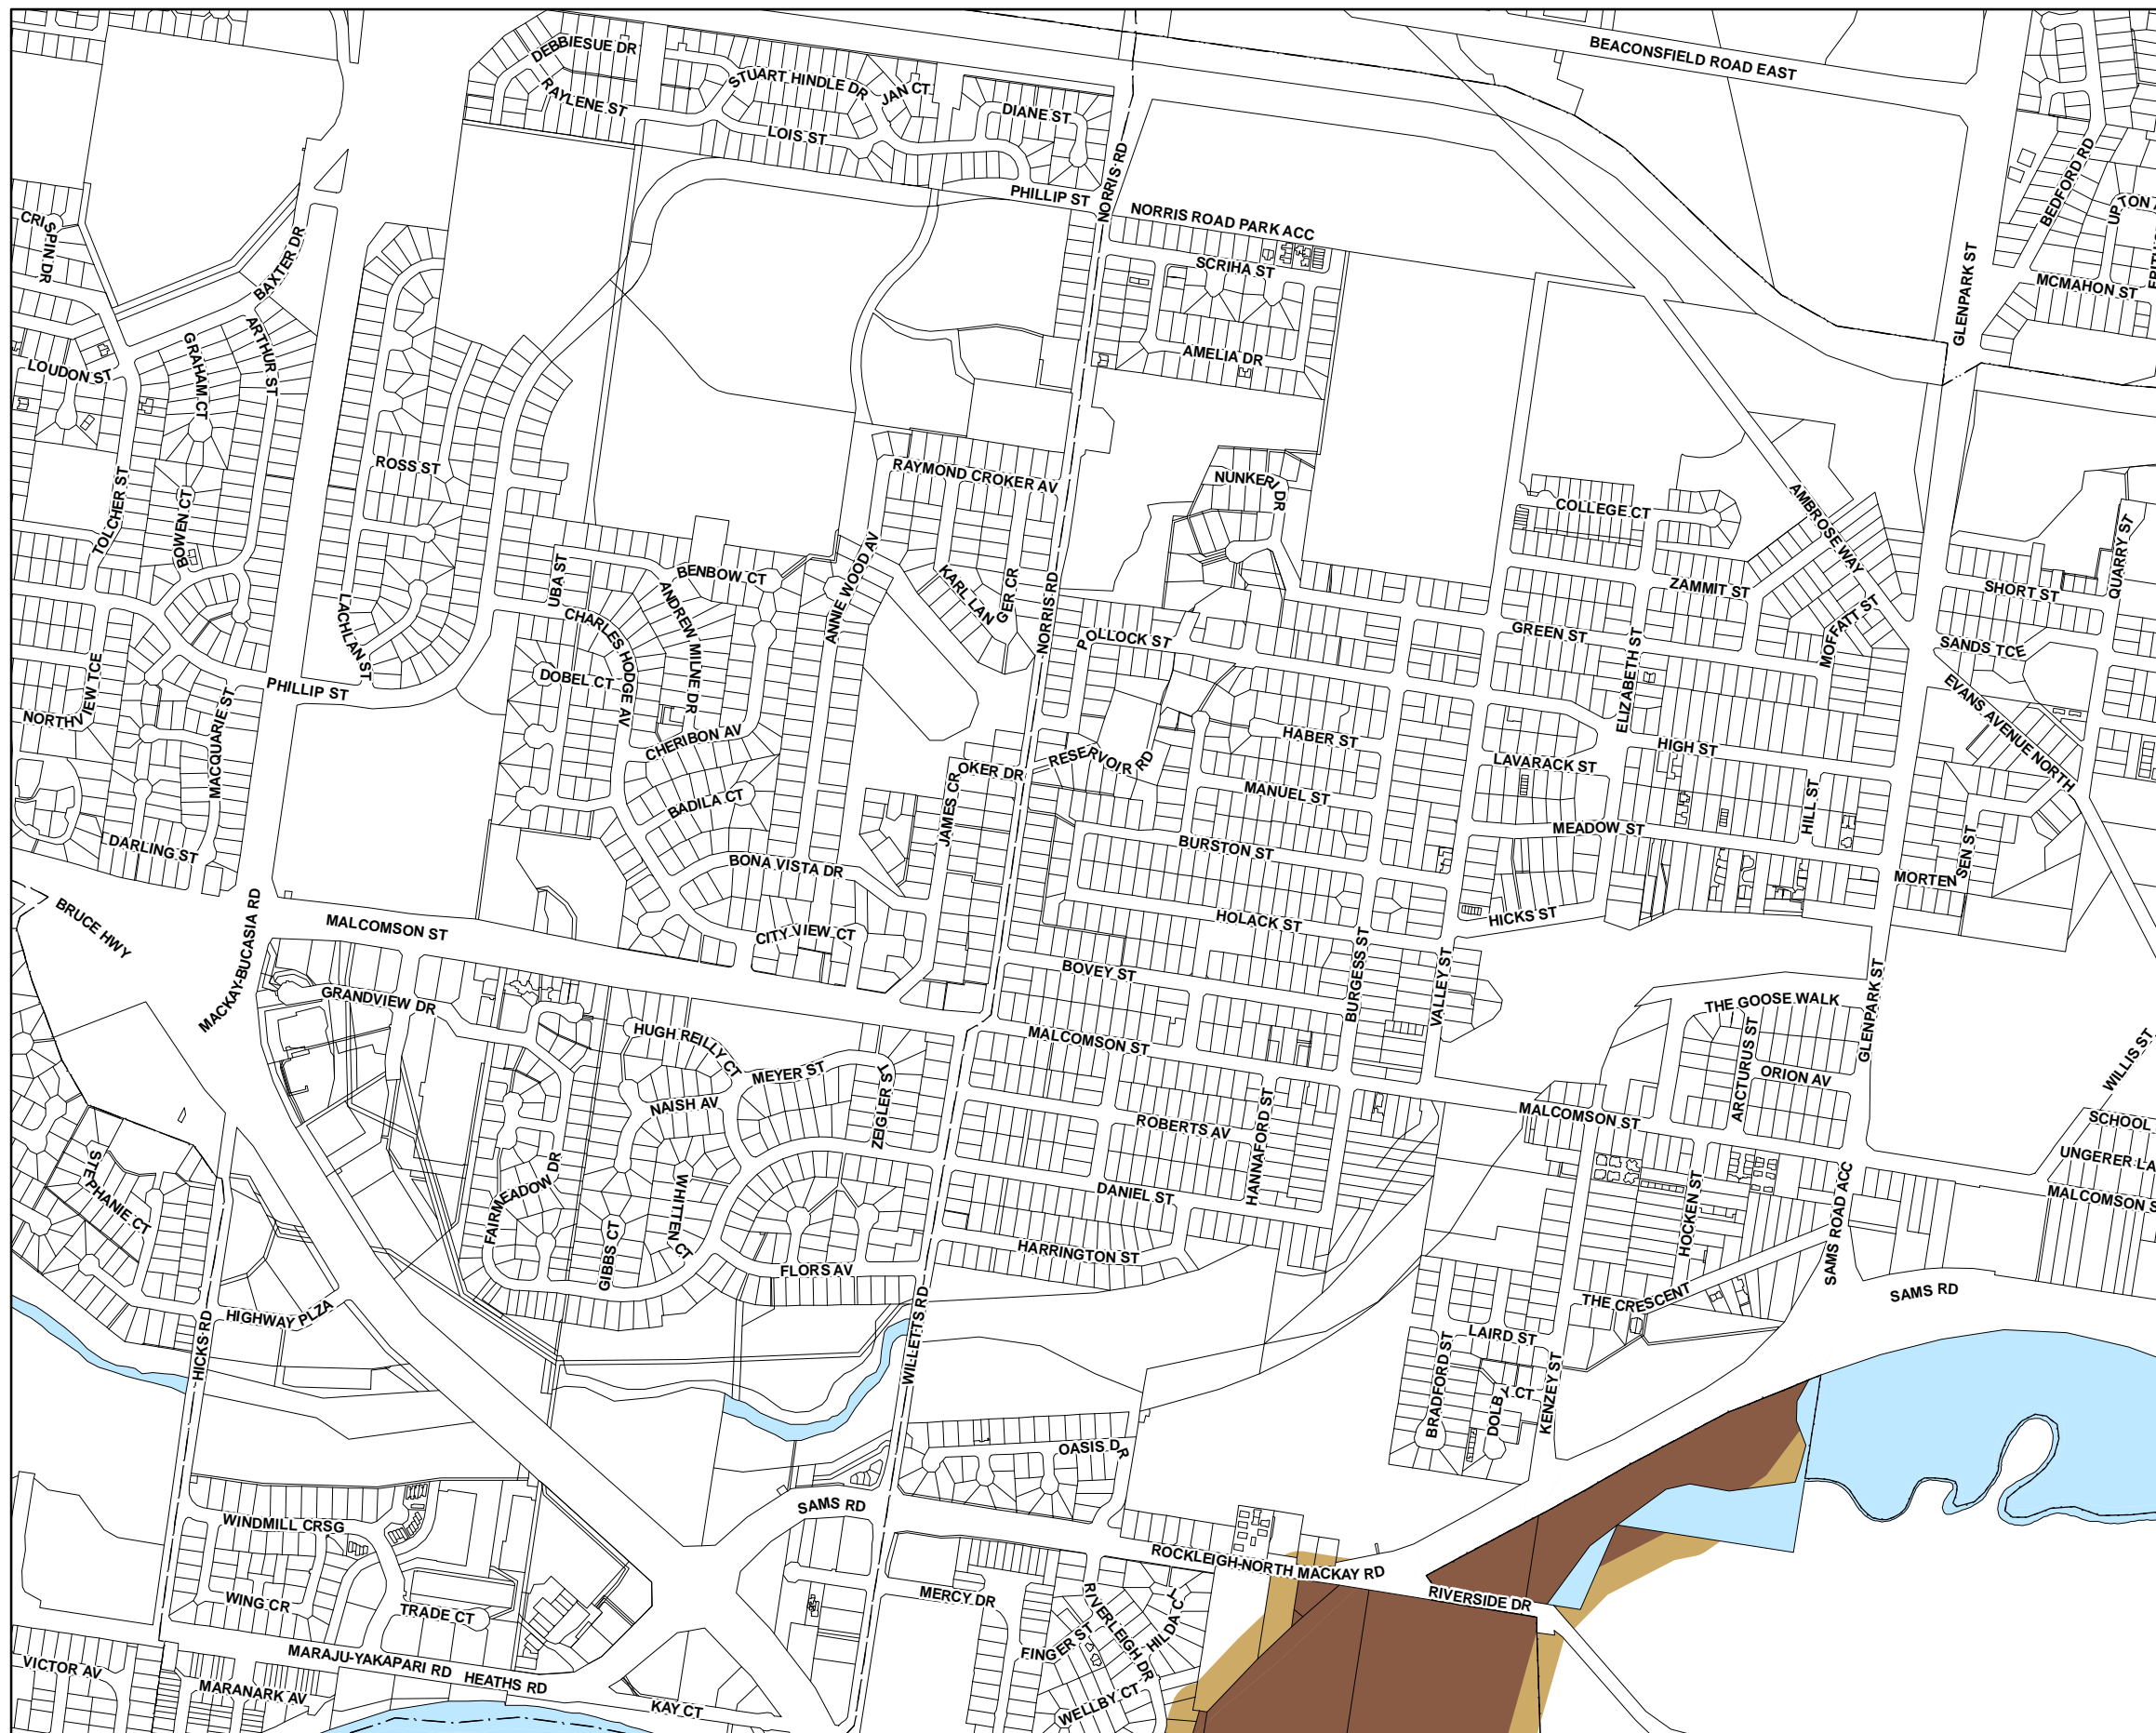 BEACONSFIELD ROAD EAST
DEBBIESUE DR
STUART HINDLE DR
JAN CT
RAYLENE ST
LOIS ST
DIANE ST
NORRIS RD
PHILLIP ST
NORRIS ROAD PARK ACC
BEDFORD RD
CRISPIN DR
BAXTER DR
SCRIHA ST
GLENPARK ST
MCMAHON ST
LOUDON ST
GRAHAM CT
ARTHUR ST
AMELIA DR
ROSS ST
RAYMOND CROKER AV
NUNKERI DR
TOLCHER ST
BOWEN CT
COLLEGE CT
AMBROSE WAY
QUARRY ST
UBA ST
BENBOW CT
ANNIE WOOD AV
KARL LANGER CR
NORRIS RD
ZAMMIT ST
SHORT ST
LACHLAN ST
CHARLES HODGE AV
ANDREW MILNE DR
POLLOCK ST
GREEN ST
ELIZABETH ST
MOFFATT ST
SANDS TCE
NORTHVIEW TCE
PHILLIP ST
DOBEL CT
EVANS AVENUE NORTH
MACQUARIE ST
CHERIBON AV
HABER ST
HIGH ST
RESERVOIR RD
LAVARACK ST
BADILA CT
JAMES CROKER DR
MANUEL ST
HILL ST
DARLING ST
BONA VISTA DR
BURSTON ST
MEADOW ST
MORTENSEN ST
BRUCE HWY
MACKAY-BUCASIA RD
MALCOMSON ST
CITY VIEW CT
HOLACK ST
HICKS ST
BOVEY ST
BURGESS ST
VALLEY ST
GRANDVIEW DR
THE GOOSE WALK
GLENPARK ST
HUGH REILLY CT
MALCOMSON ST
ARCTURUS ST
ORION AV
WILLIS ST
MEYER ST
ZEIGLER ST
NAISH AV
ROBERTS AV
HANNAFORD ST
MALCOMSON ST
SCHOOL
STEPHANIE CT
FAIRMEADOW DR
WHITTEN CT
GIBBS CT
DANIEL ST
HOCKEN ST
SAMS ROAD ACC
HARRINGTON ST
FLORS AV
THE CRESCENT
SAMS RD
HIGHWAY PLZA
HICKS RD
WILLETTS RD
LAIRD ST
BRADFORD ST
DOLBY CT
KENZEY ST
OASIS DR
SAMS RD
WINDMILL CRSG
ROCKLEIGH-NORTH MACKAY RD
RIVERSIDE DR
WING CR
TRADE CT
MERCY DR
RIVERLEIGH DR
HILDA CT
FINGER ST
MARAJU-YAKAPARI RD
HEATHS RD
VICTOR AV
MARANARK AV
KAY CT
WELLBY CT